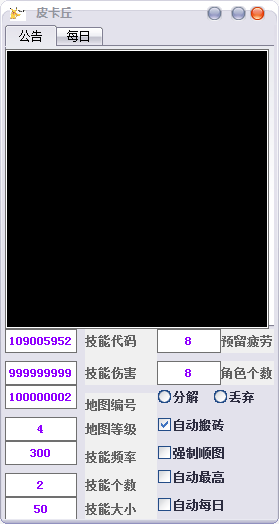 皮卡丘
公告 每日
109005952 技能代码 8 预留疲劳
999999999 技能伤害 8 角色个数
100000002 地图编号 分解 丢弃
4 地图等级 自动搬砖
300 技能频率 强制顺图
2 技能个数 自动最高
50 技能大小 自动每日